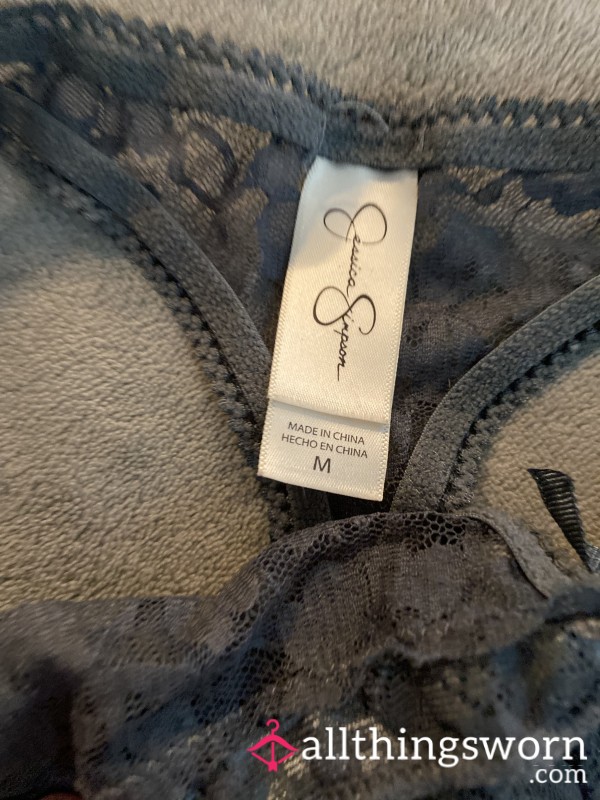 Jessica Simpson
MADE IN CHINA
HECHO EN CHINA
M
allthingsworn
.com